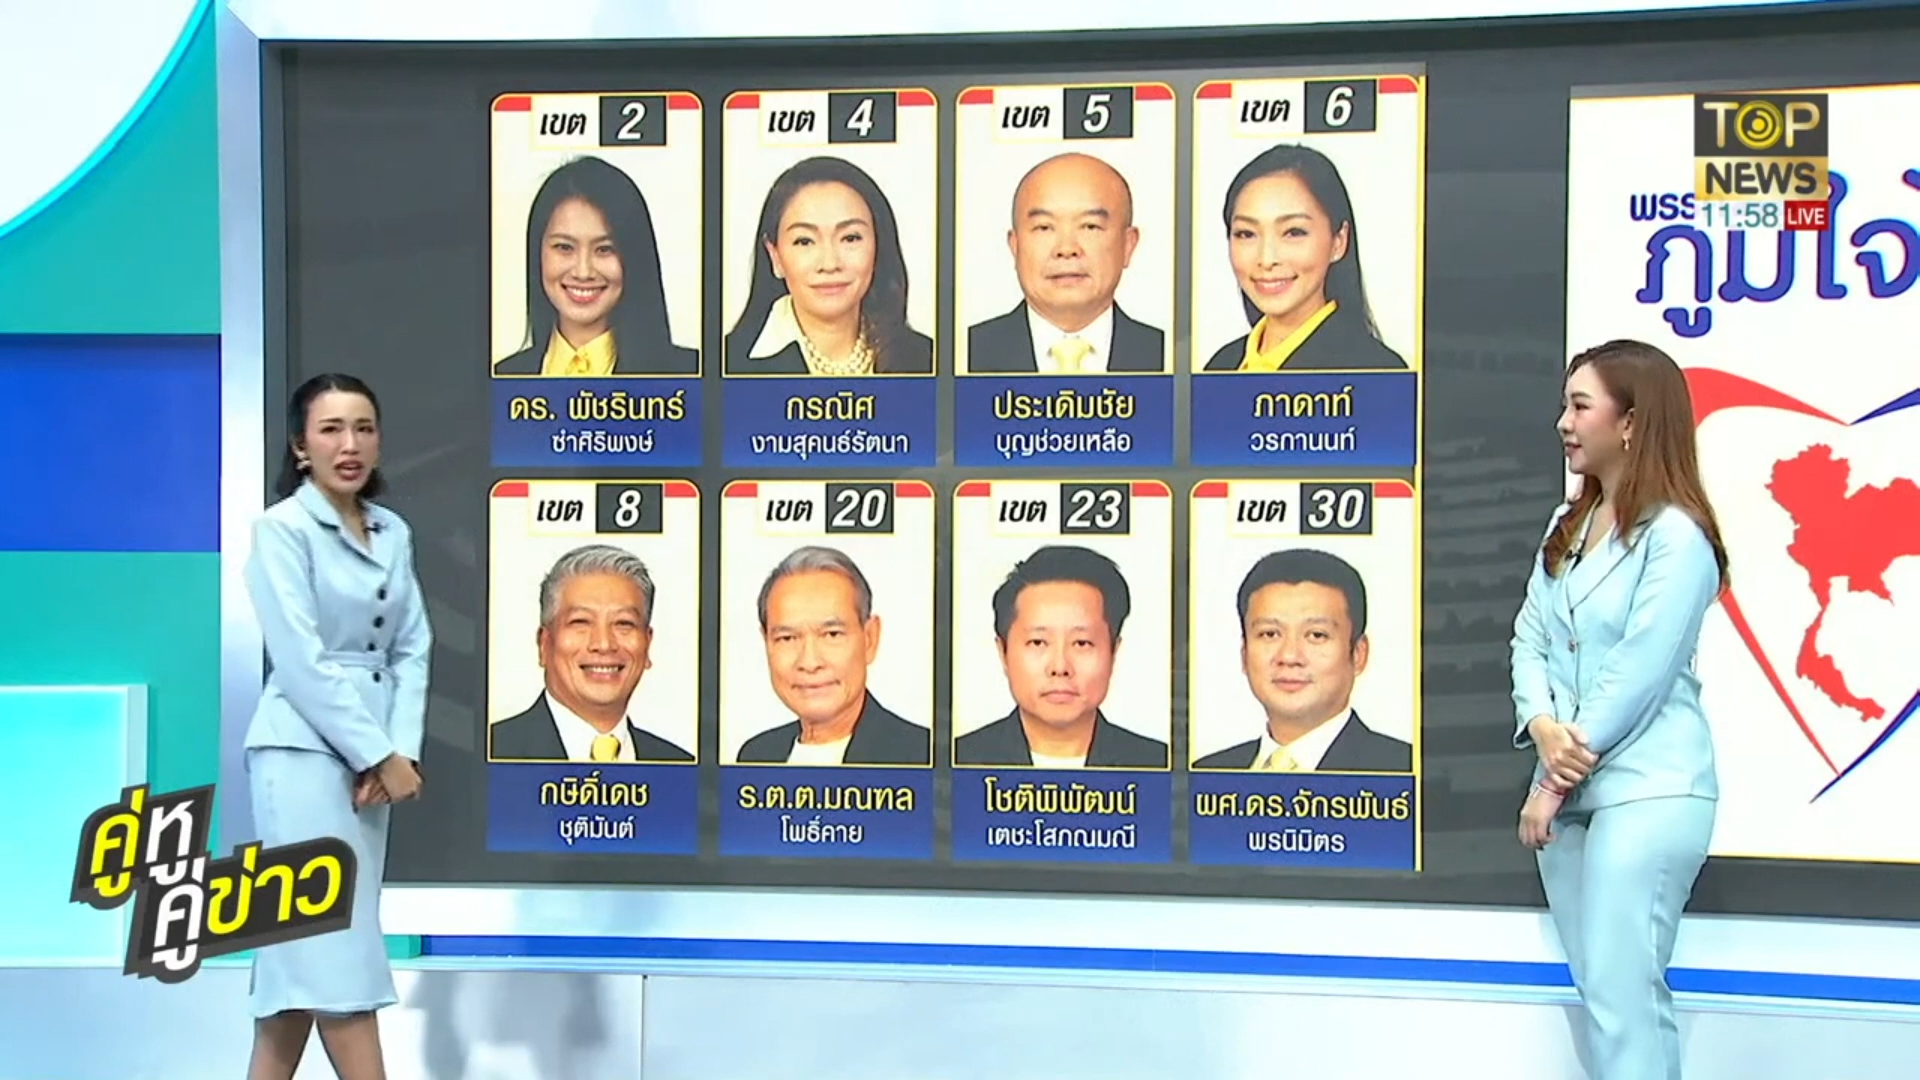 เขต 2
เขต 4
เขต 5
เขต 6
ดร. พัชรินทร์
ซำศิริพงษ์
กรณิศ
งามสุคนธ์รัตนา
ประเดิมชัย
บุญช่วยเหลือ
ภาดาท์
วรกานนท์
เขต 8
เขต 20
เขต 23
เขต 30
กษิดิ์เดช
ชุติมันต์
ร.ต.ต.มณฑล
โพธิ์คาย
โชติพิพัฒน์
เตชะโสภณมณี
ผศ.ดร.จักรพันธ์
พรนิมิตร
TOP
NEWS
11:58 LIVE
พรร
ภูมิใจ
คู่หู
คู่ข่าว